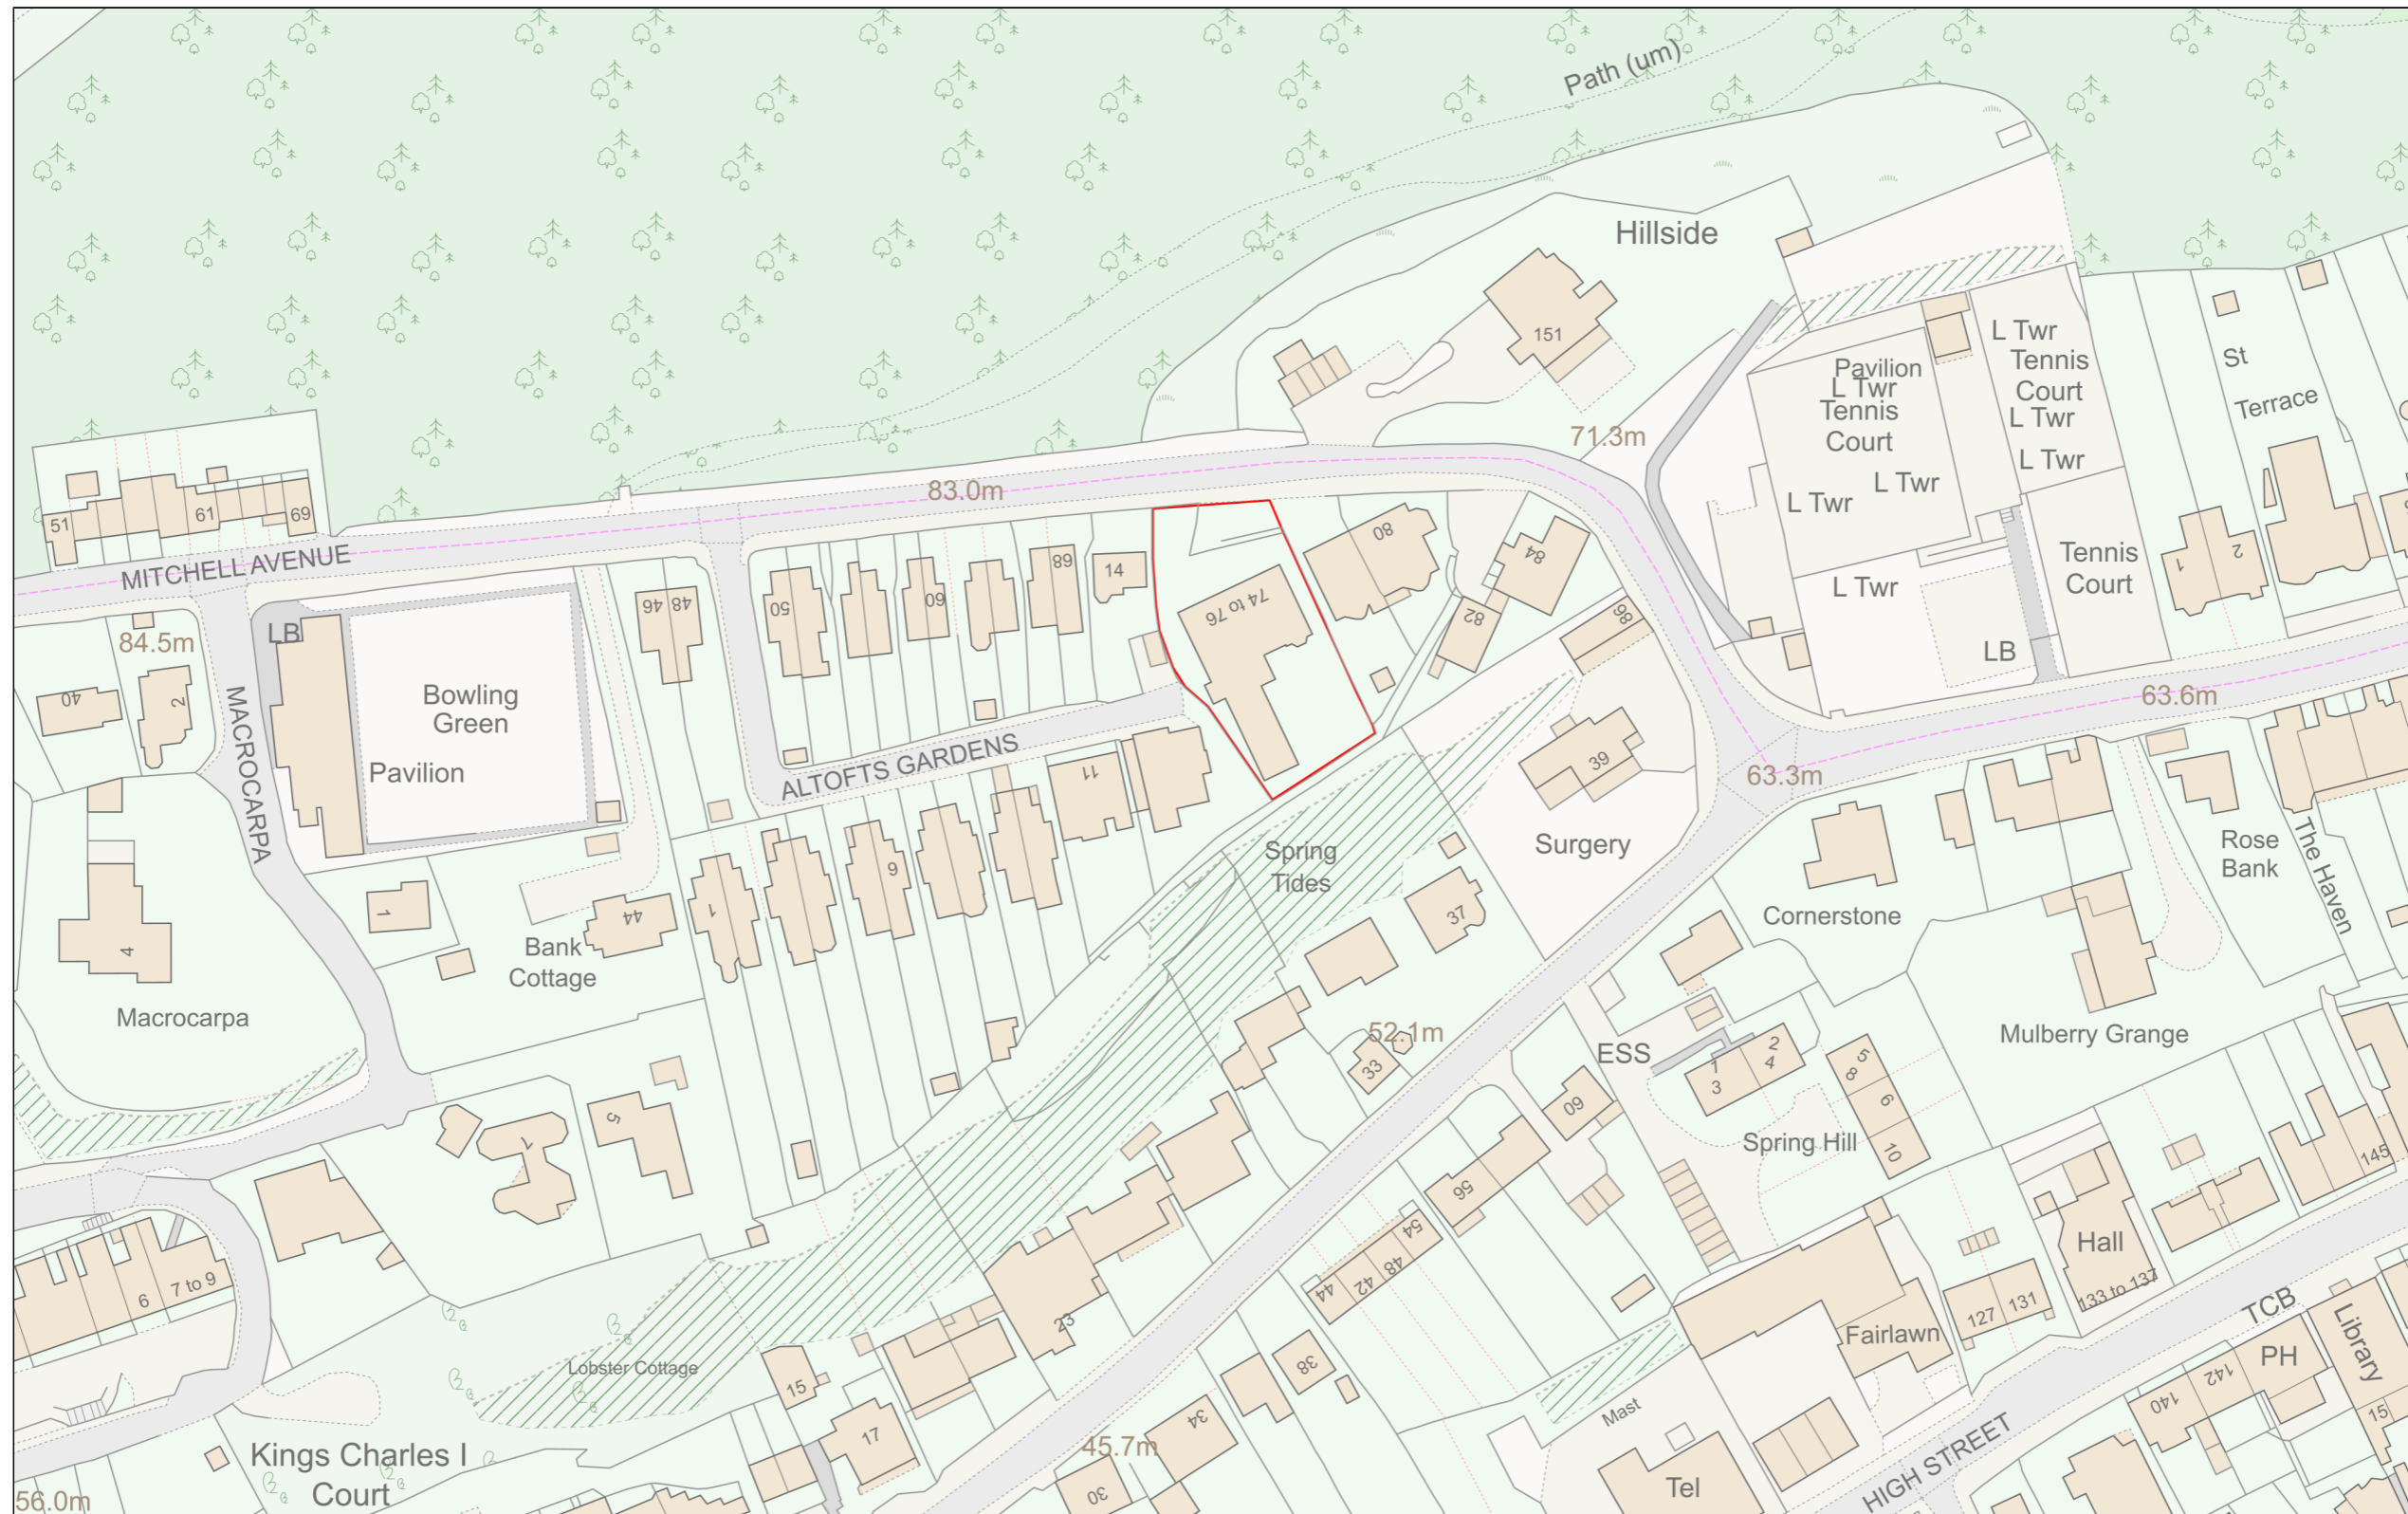 Path (um)
Hillside
151
71.3m
L Twr
Tennis
Court
Pavilion
L Twr
Tennis
Court
L Twr
L Twr
L Twr
L Twr
St
Terrace
83.0m
51
61
69
MITCHELL AVENUE
LB
84.5m
40
2
MACROCARPA
Bowling
Green
Pavilion
46
48
50
60
68
14
74 to 76
80
84
82
86
L Twr
Tennis
Court
LB
1
2
63.6m
ALTOFTS GARDENS
11
39
63.3m
Surgery
Spring
Tides
37
Cornerstone
Rose
Bank
The Haven
4
1
44
1
9
Bank
Cottage
Macrocarpa
52.1m
33
ESS
1
3
2
4
5
8
6
10
Mulberry Grange
Spring Hill
60
7
5
56
54
48
42
44
145
Hall
133 to 137
6
7 to 9
23
127
131
Fairlawn
TCB
Library
PH
142
140
15
Lobster Cottage
15
17
38
34
Mast
45.7m
30
Tel
HIGH STREET
Kings Charles I
Court
56.0m